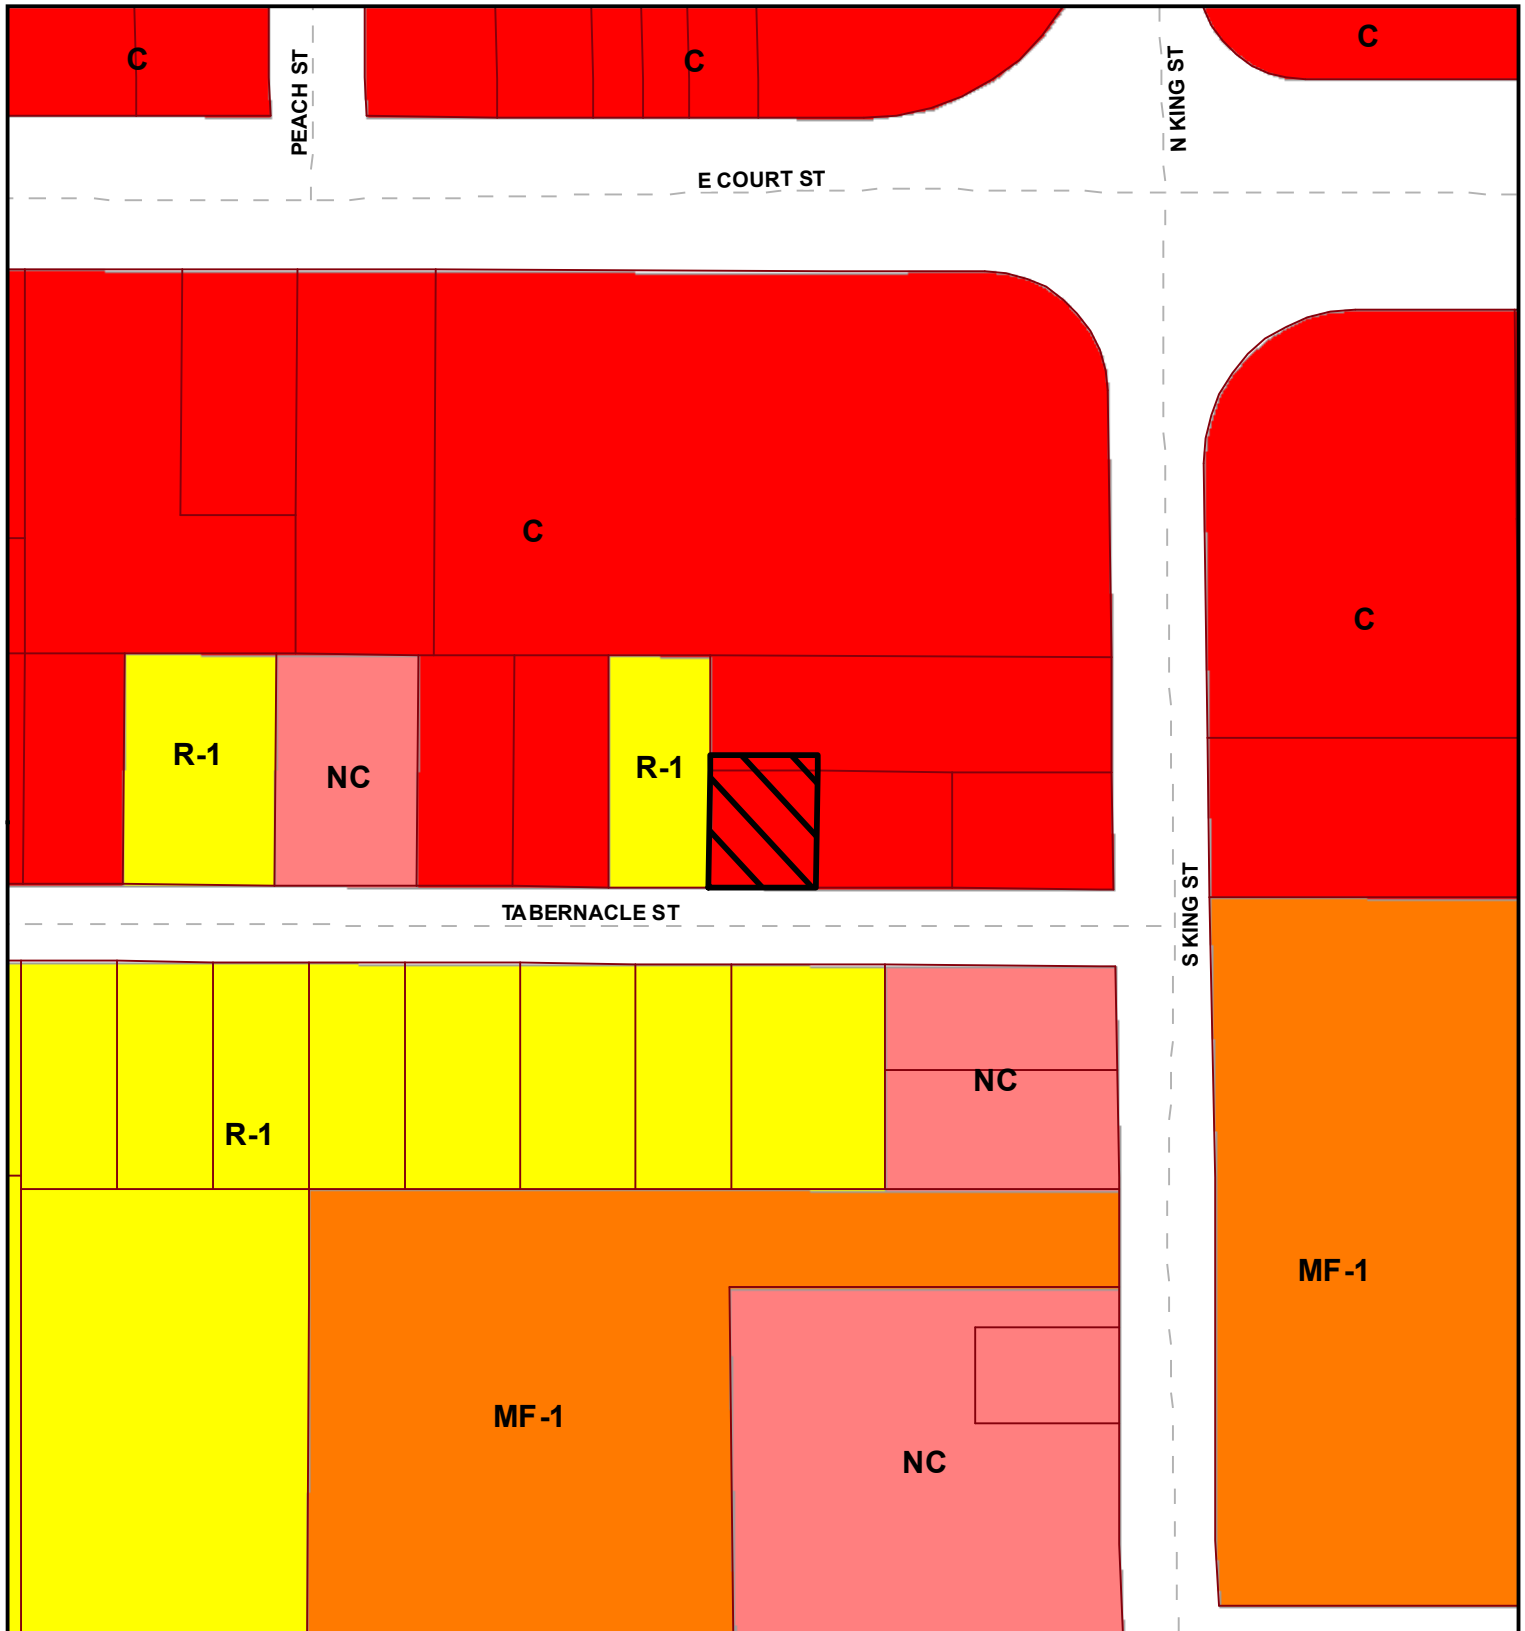 C
C
C
PEACH ST
N KING ST
E COURT ST
C
C
R-1
NC
R-1
TABERNACLE ST
S KING ST
NC
R-1
MF-1
MF-1
NC